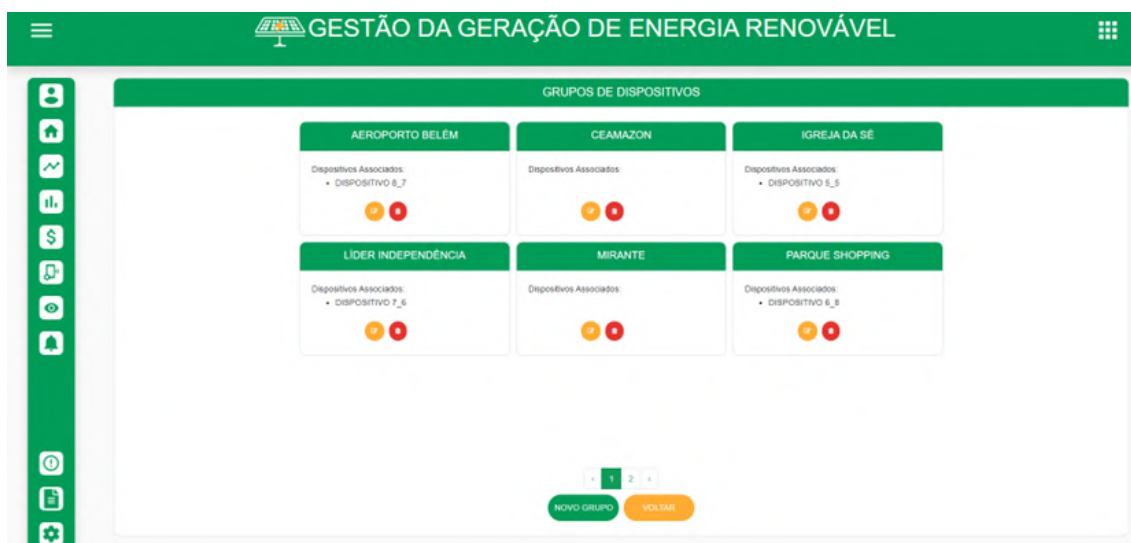 GESTÃO DA GERAÇÃO DE ENERGIA RENOVÁVEL
GRUPOS DE DISPOSITIVOS
AEROPORTO BELÉM
Dispositivos Associados:
• DISPOSITIVO 8_7
CEAMAZON
Dispositivos Associados:
IGREJA DA SÉ
Dispositivos Associados:
• DISPOSITIVO 5_5
LÍDER INDEPENDÊNCIA
Dispositivos Associados:
• DISPOSITIVO 7_6
MIRANTE
Dispositivos Associados:
PARQUE SHOPPING
Dispositivos Associados:
• DISPOSITIVO 6_8
‹ 1 2 ›
NOVO GRUPO
VOLTAR